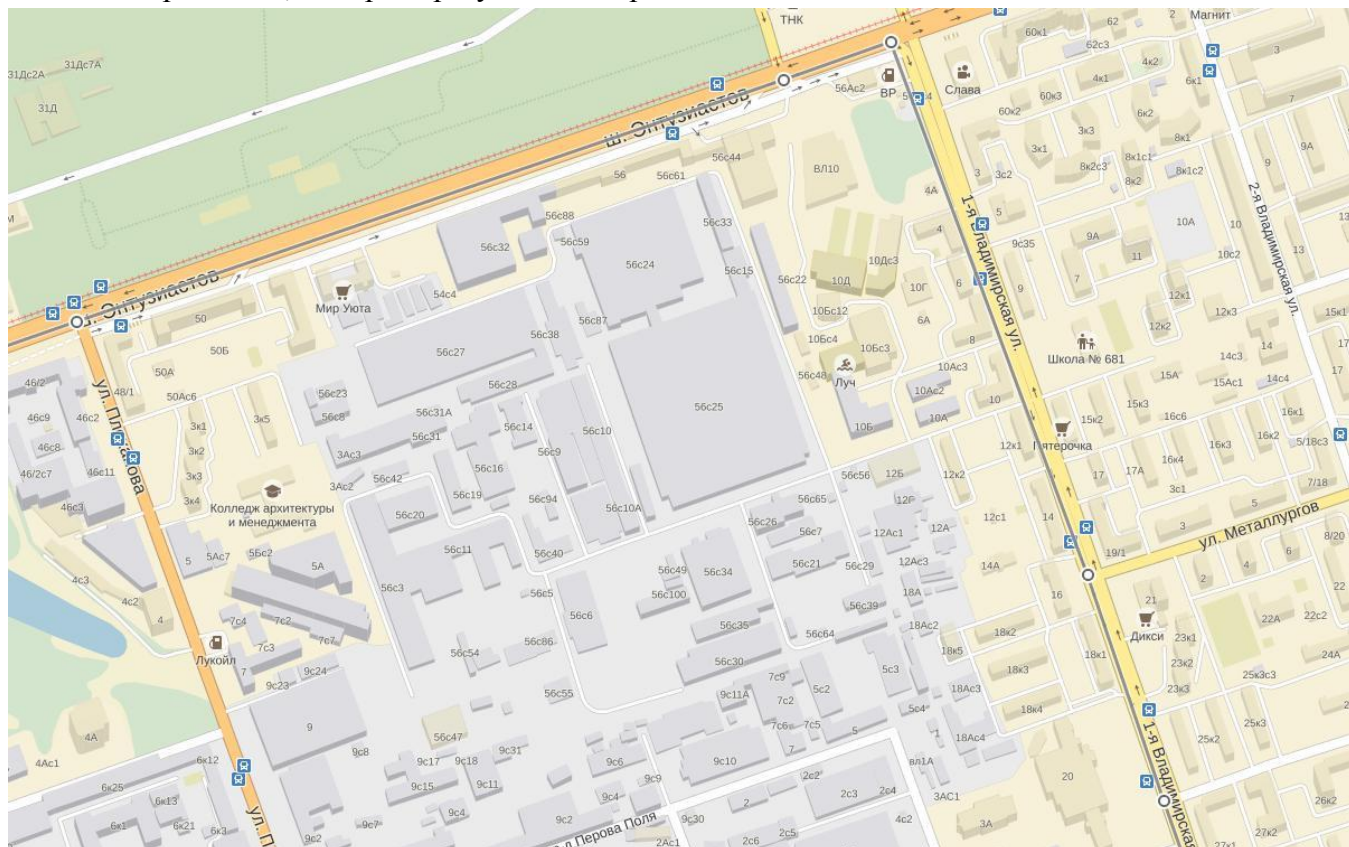 ТНК
Магнит
31Дс2А
31Дс7А
31Д
60к1
62
2
62с3
4к2
3
4к1
6к1
ш. Энтузиастов
56Ас2
ВР
Слава
60к3
60к2
7
3к3
8к1
3к1
56с44
ВЛ10
3
3с2
8к2с3
8к1с1
8к2
8к1с2
9
9А
56
56с61
4А
1-я Владимирская ул.
2-я Владимирская ул.
56с88
56с33
5
10А
10
13
56с32
56с59
4
9с35
9А
11
10с2
56с24
56с15
56с22
10Дс3
10Д
10Г
6
9
7
Мир Уюта
54с4
10Бс12
6А
12к1
12к2
12к3
15к1
50
56с87
56с38
10Бс4
10Бс3
8
Школа № 681
14
14с3
17
50Б
56с27
56с48
Луч
10Ас3
10Ас2
15А
15Ас1
14с4
46/2
50А
48/1
50Ас6
56с23
56с28
56с25
10
15к3
46с9
46с2
ул. Плеханова
3к1
3к5
56с8
56с31А
56с14
10А
10Б
Пятерочка
15к2
16с6
16к1
46с8
3к2
56с31
56с10
12к1
16к3
16к2
5/18с3
46/2с7
46с11
3к3
3Ас3
56с9
56с16
56с56
12Б
12к2
17
17А
16к4
46с3
3к4
3Ас2
56с42
56с19
56с94
56с65
3с1
7/18
Колледж архитектуры
и менеджмента
56с20
56с10А
56с26
56с7
12с1
12А
14
3
5
ул. Металлургов
5
5Ас7
5Бс2
5А
56с11
56с40
56с21
12Ас1
19/1
8/20
4с3
56с3
56с49
56с34
56с29
12Ас3
14А
2
4
6
4с2
4
7с4
7с2
56с5
56с6
56с100
18А
16
21
22
7с3
7с7
56с39
22А
22с2
Лукойл
56с86
56с35
56с64
18Ас2
18к2
Дикси
23к1
7
9с24
56с54
56с30
18к5
18к1
23к2
24А
9с23
56с55
9с11А
7с9
5с3
18к3
25к3с3
9
7с2
5с2
18Ас3
23к3
4А
56с47
18к4
5с4
25к3
1-я Владимирская
9с8
9с31
7с6
7с5
5
7
18Ас4
25к2
4Ас1
6к12
9с17
9с18
9с6
9с10
1
20
6к25
9с15
9с11
9с9
2с2
вл1А
6к13
9с4
9с4
2
2с3
2с4
3АС1
26к2
6к1
6к21
6к3
9с7
9с2
9с30
4с2
3А
27к2
9с2
д Перова Поля
2Ас1
2с6
2с5
27к1